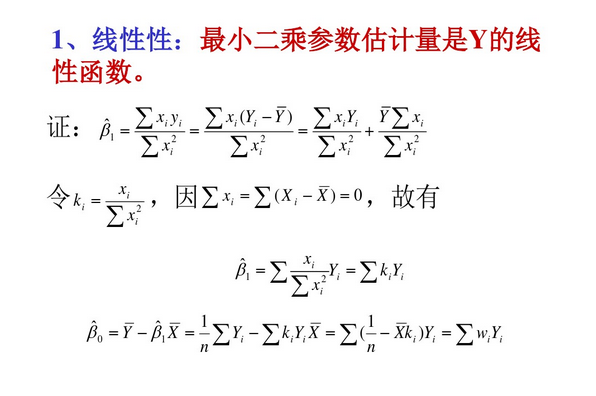 1、线性性：最小二乘参数估计量是Y的线
性函数。
证： β̂₁ = ∑xᵢyᵢ / ∑xᵢ² = ∑xᵢ(Yᵢ − Ȳ) / ∑xᵢ² = ∑xᵢYᵢ / ∑xᵢ² + Ȳ∑xᵢ / ∑xᵢ²
令 kᵢ = xᵢ / ∑xᵢ² ，因 ∑xᵢ = ∑(Xᵢ − X̄) = 0 ，故有
β̂₁ = ∑ xᵢ / ∑xᵢ² Yᵢ = ∑kᵢYᵢ
β̂₀ = Ȳ − β̂₁X̄ = 1/n ∑Yᵢ − ∑kᵢYᵢX̄ = ∑(1/n − X̄kᵢ)Yᵢ = ∑wᵢYᵢ